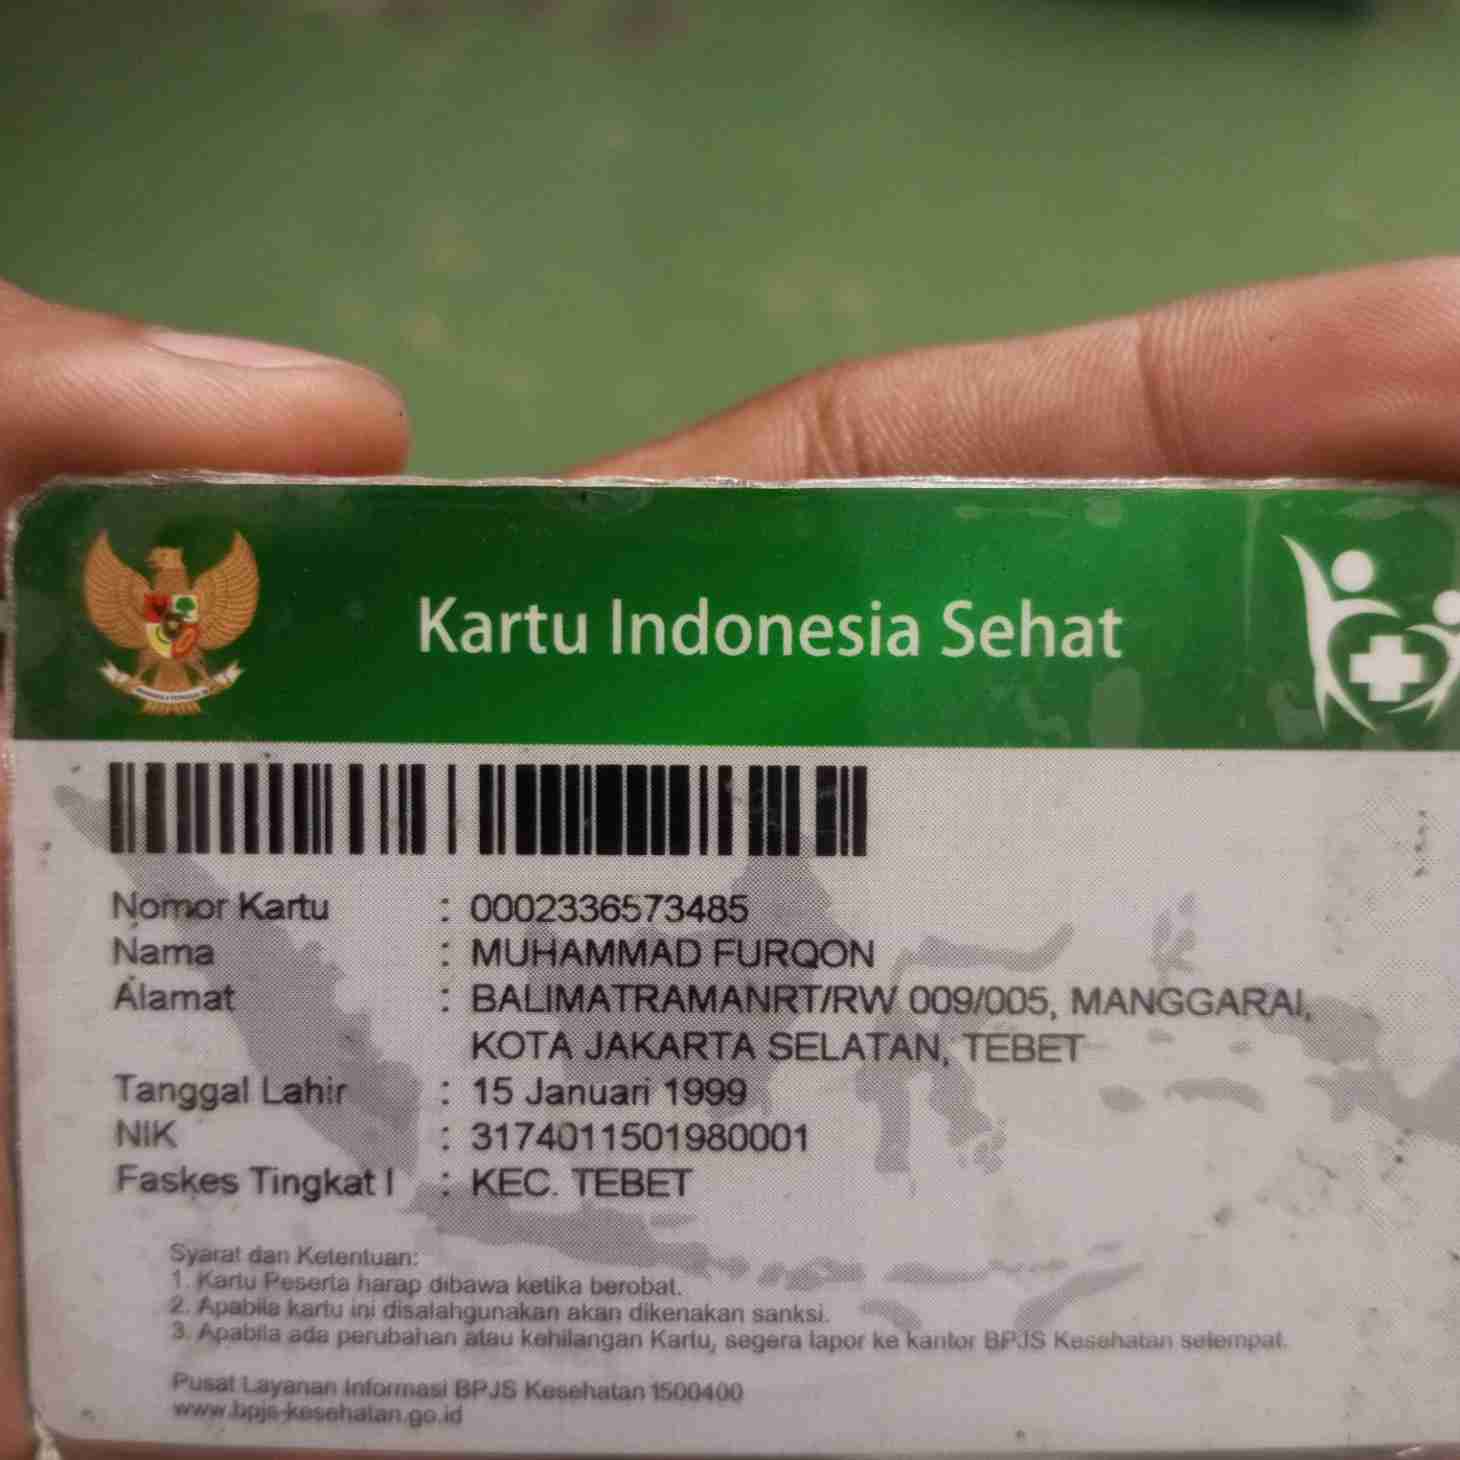 Kartu Indonesia Sehat
Nomor Kartu : 0002336573485
Nama : MUHAMMAD FURQON
Alamat : BALIMATRAMANRT/RW 009/005, MANGGARAI,
KOTA JAKARTA SELATAN, TEBET
Tanggal Lahir : 15 Januari 1999
NIK : 3174011501980001
Faskes Tingkat I : KEC. TEBET
Syarat dan Ketentuan:
1. Kartu Peserta harap dibawa ketika berobat.
2. Apabila kartu ini disalahgunakan akan dikenakan sanksi.
3. Apabila ada perubahan atau kehilangan Kartu, segera lapor ke kantor BPJS Kesehatan setempat.
Pusat Layanan Informasi BPJS Kesehatan 1500400
www.bpjs-kesehatan.go.id